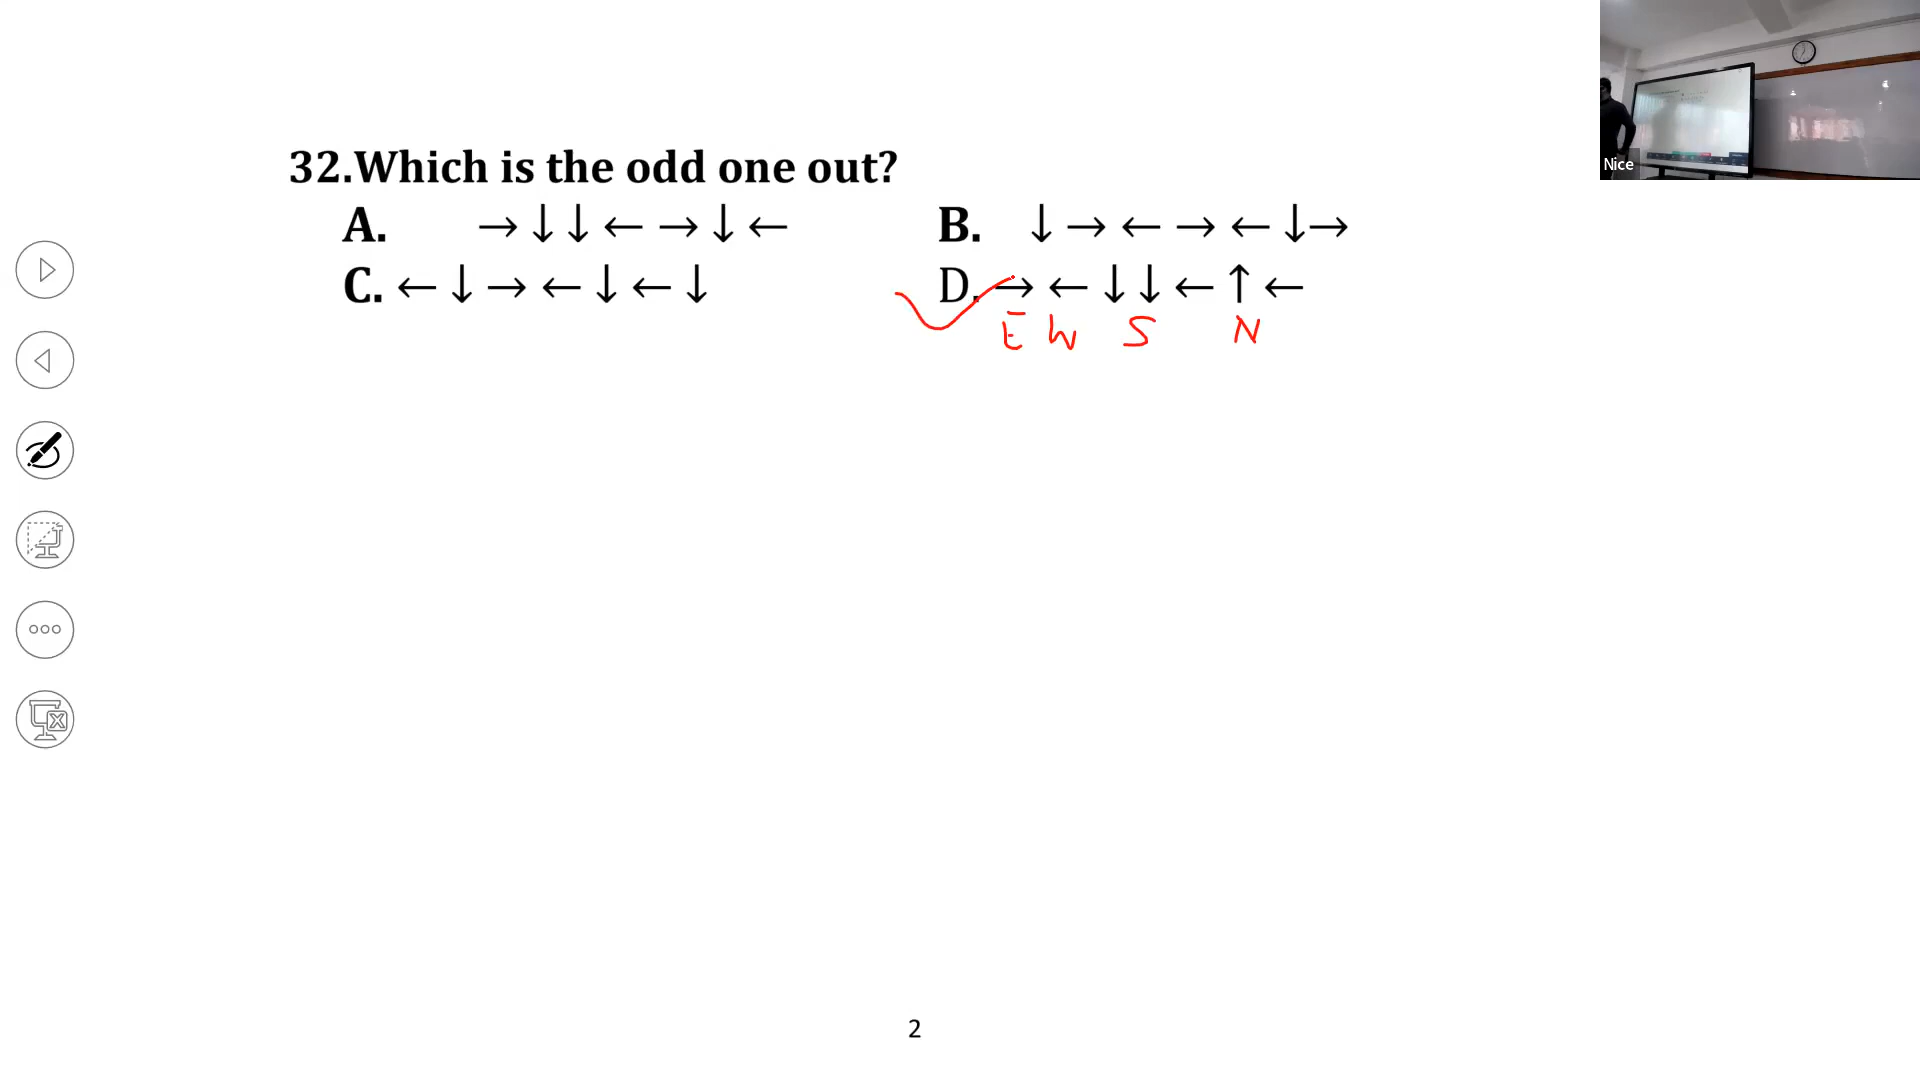 Nice
32.Which is the odd one out?
A. →↓↓←→↓← B. ↓→←→←↓→
C. ←↓→←↓←↓ D. →←↓↓←↑←
E W S N
2